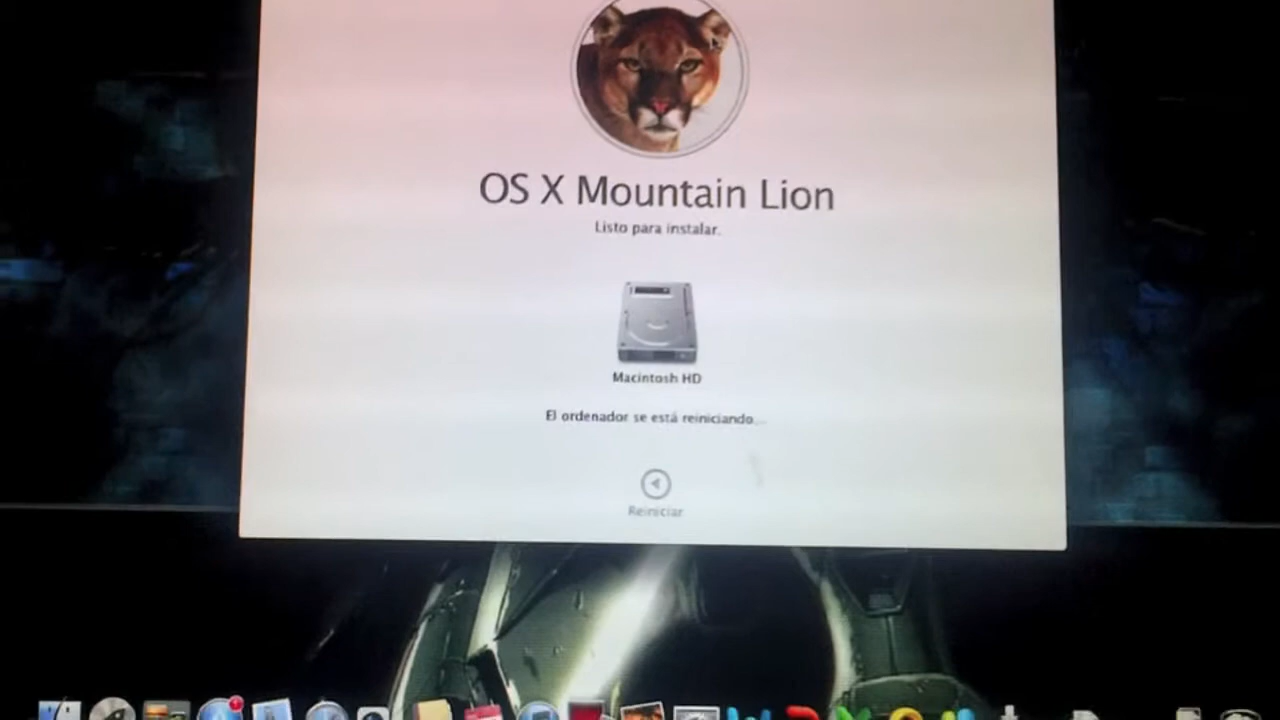 OS X Mountain Lion
Listo para instalar.
Macintosh HD
El ordenador se está reiniciando...
Reiniciar